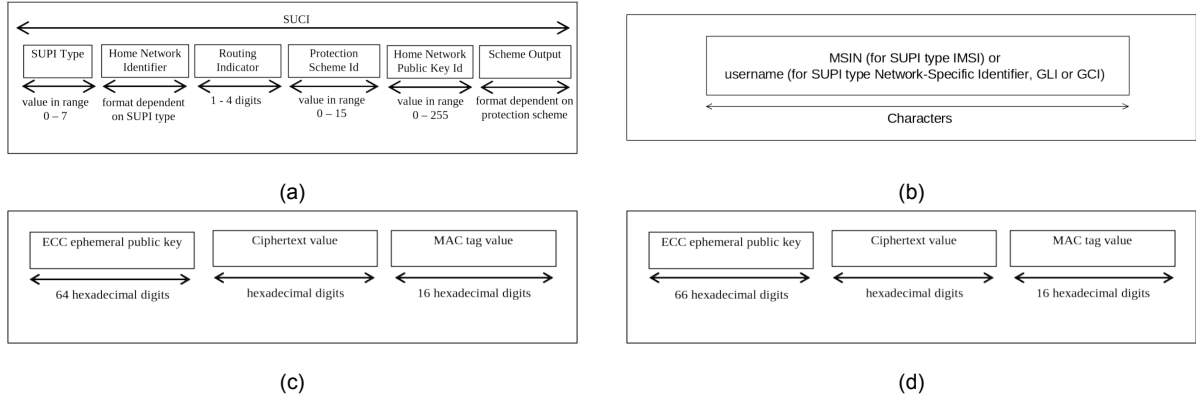 SUCI
SUPI Type
Home Network
Identifier
Routing
Indicator
Protection
Scheme Id
Home Network
Public Key Id
Scheme Output
value in range
0 – 7
format dependent
on SUPI type
1 - 4 digits
value in range
0 – 15
value in range
0 – 255
format dependent on
protection scheme
(a)
MSIN (for SUPI type IMSI) or
username (for SUPI type Network-Specific Identifier, GLI or GCI)
Characters
(b)
ECC ephemeral public key
Ciphertext value
MAC tag value
64 hexadecimal digits
hexadecimal digits
16 hexadecimal digits
(c)
ECC ephemeral public key
Ciphertext value
MAC tag value
66 hexadecimal digits
hexadecimal digits
16 hexadecimal digits
(d)